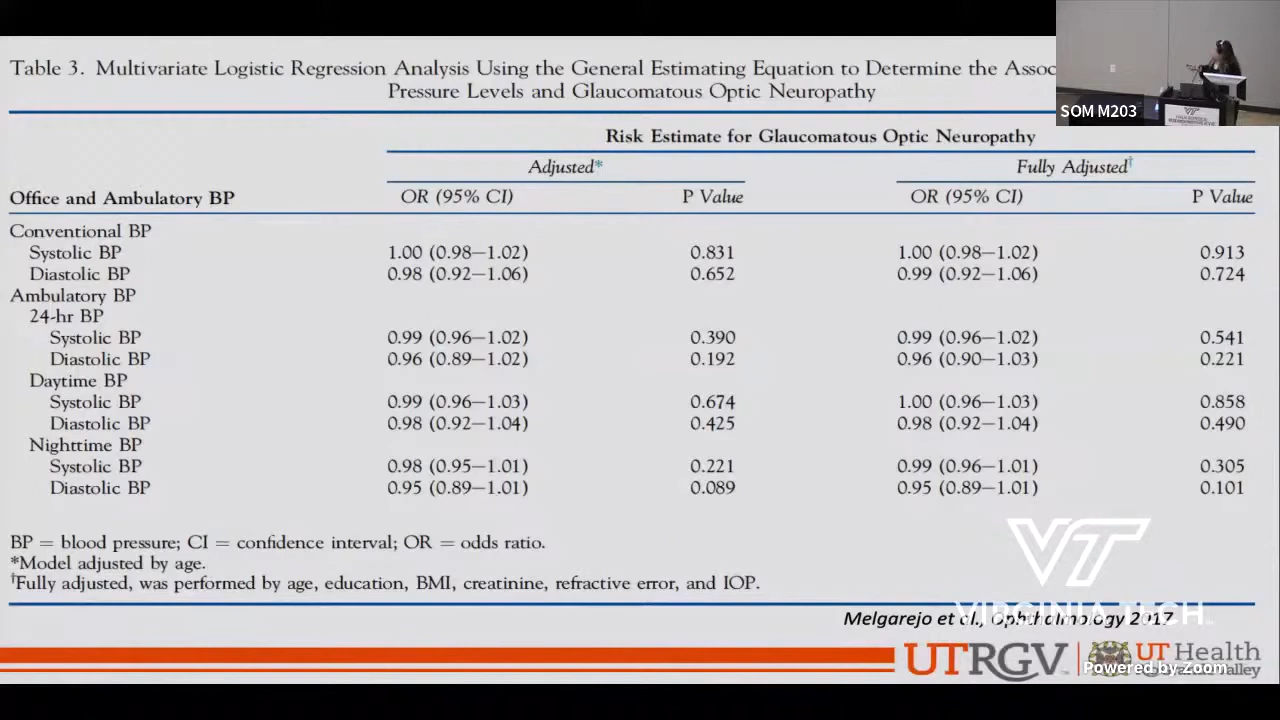 Table 3. Multivariate Logistic Regression Analysis Using the General Estimating Equation to Determine the
Pressure Levels and Glaucomatous Optic Neuropathy
SOM M203
Risk Estimate for Glaucomatous Optic Neuropathy
Adjusted* Fully Adjusted†
Office and Ambulatory BP OR (95% CI) P Value OR (95% CI) P Value
Conventional BP
Systolic BP 1.00 (0.98–1.02) 0.831 1.00 (0.98–1.02) 0.913
Diastolic BP 0.98 (0.92–1.06) 0.652 0.99 (0.92–1.06) 0.724
Ambulatory BP
24-hr BP
Systolic BP 0.99 (0.96–1.02) 0.390 0.99 (0.96–1.02) 0.541
Diastolic BP 0.96 (0.89–1.02) 0.192 0.96 (0.90–1.03) 0.221
Daytime BP
Systolic BP 0.99 (0.96–1.03) 0.674 1.00 (0.96–1.03) 0.858
Diastolic BP 0.98 (0.92–1.04) 0.425 0.98 (0.92–1.04) 0.490
Nighttime BP
Systolic BP 0.98 (0.95–1.01) 0.221 0.99 (0.96–1.01) 0.305
Diastolic BP 0.95 (0.89–1.01) 0.089 0.95 (0.89–1.01) 0.101
BP = blood pressure; CI = confidence interval; OR = odds ratio.
*Model adjusted by age.
†Fully adjusted, was performed by age, education, BMI, creatinine, refractive error, and IOP.
VT
VIRGINIA TECH
Melgarejo et al., Ophthalmology 2017
UTRGV UT Health
Valley
Powered by Zoom